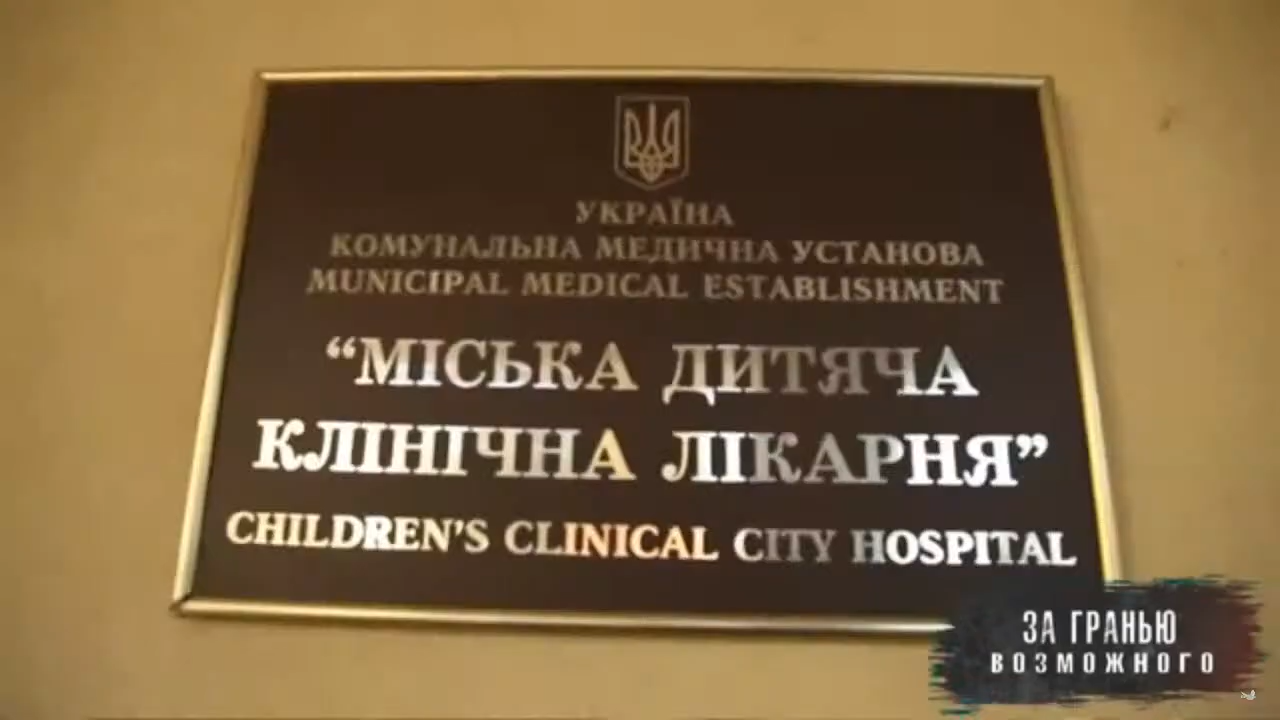 УКРАЇНА
КОМУНАЛЬНА МЕДИЧНА УСТАНОВА
MUNICIPAL MEDICAL ESTABLISHMENT
“МІСЬКА ДИТЯЧА
КЛІНІЧНА ЛІКАРНЯ”
CHILDREN'S CLINICAL CITY HOSPITAL
ЗА ГРАНЬЮ
ВОЗМОЖНОГО